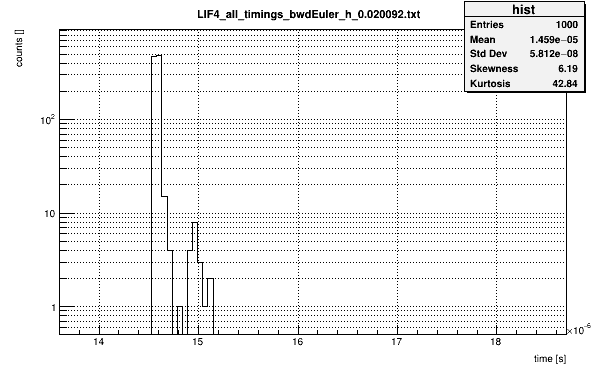 LIF4_all_timings_bwdEuler_h_0.020092.txt
hist
Entries 1000
Mean 1.459e−05
Std Dev 5.812e−08
Skewness 6.19
Kurtosis 42.84
counts []
10²
10
1
14 15 16 17 18
×10⁻⁶
time [s]